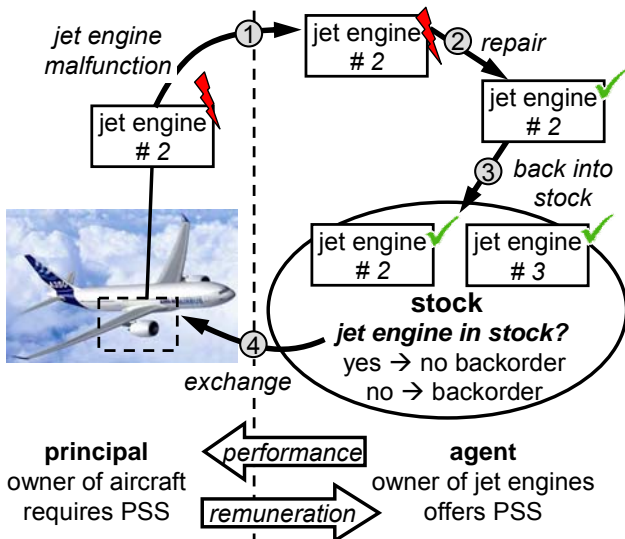 jet engine
malfunction
1
jet engine
# 2
2
repair
jet engine
# 2
jet engine
# 2
3
back into
stock
jet engine
# 2
jet engine
# 3
stock
jet engine in stock?
yes → no backorder
no → backorder
4
exchange
principal
owner of aircraft
requires PSS
performance
remuneration
agent
owner of jet engines
offers PSS